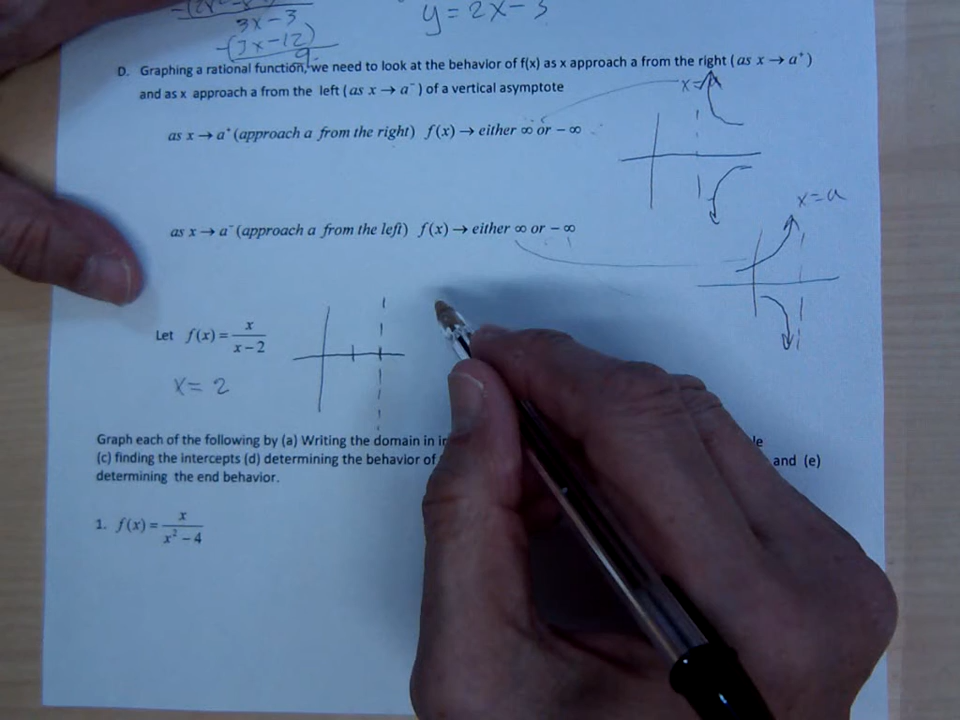 3x-3
-(3x-12)
9
y=2x-
D. Graphing a rational function, we need to look at the behavior of f(x) as x approach a from the right (as x → a⁺)
and as x approach a from the left (as x → a⁻) of a vertical asymptote
x=A
as x → a⁺ (approach a from the right) f(x) → either ∞ or − ∞
x=a
as x → a⁻ (approach a from the left) f(x) → either ∞ or − ∞
Let f(x) = x/(x−2)
x=2
Graph each of the following by (a) Writing the domain in
(c) finding the intercepts (d) determining the behavior of and (e)
determining the end behavior.
1. f(x) = x/(x²−4)